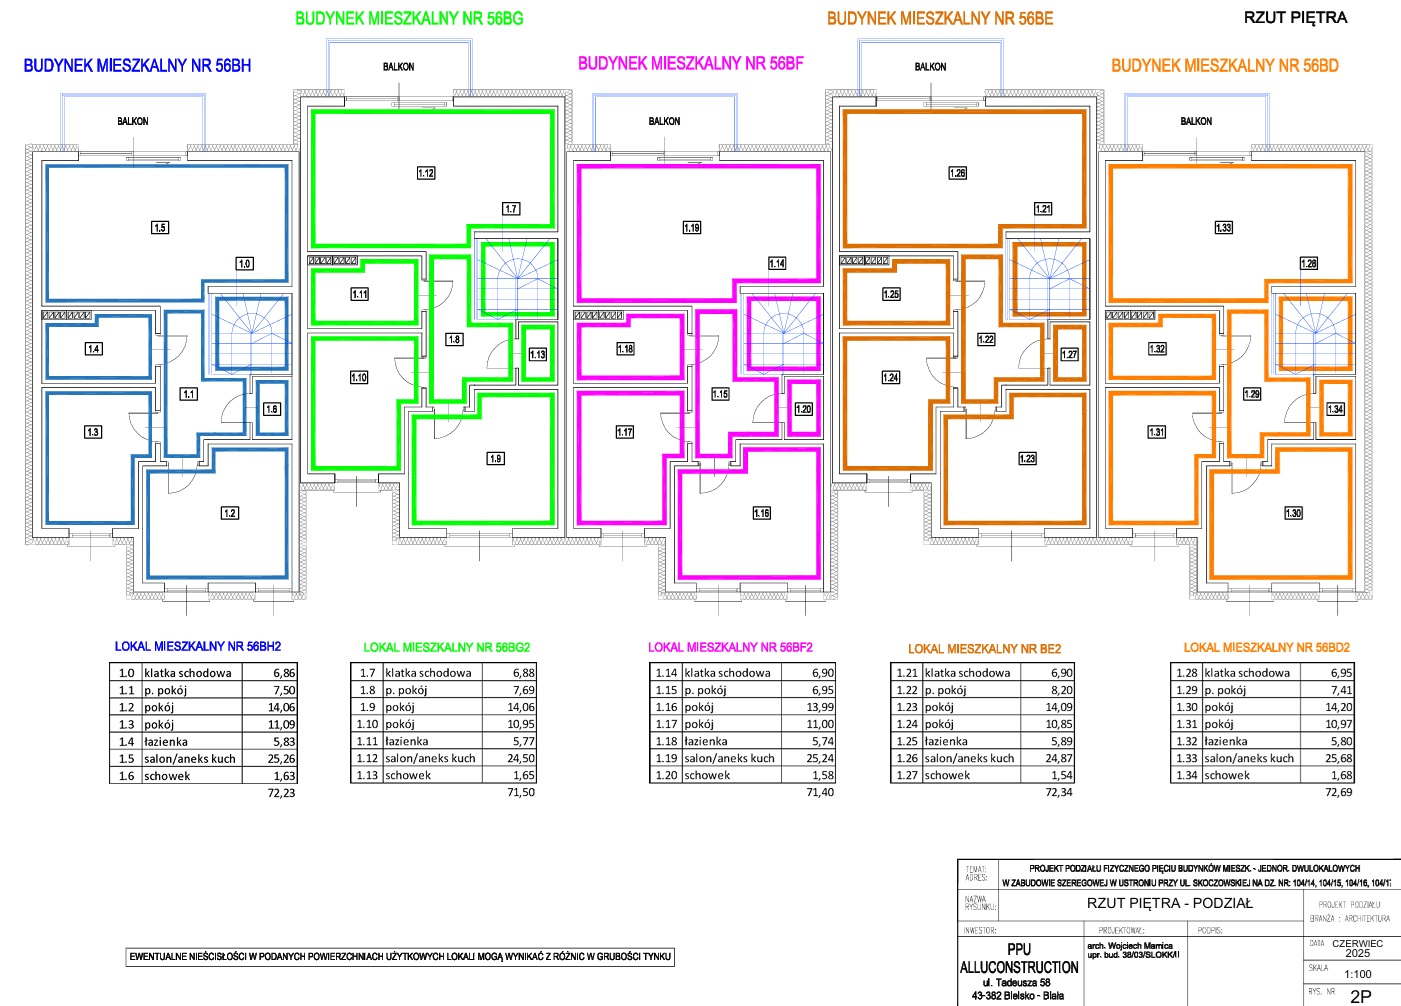 BUDYNEK MIESZKALNY NR 56BG
BUDYNEK MIESZKALNY NR 56BE
RZUT PIĘTRA
BUDYNEK MIESZKALNY NR 56BH
BUDYNEK MIESZKALNY NR 56BF
BUDYNEK MIESZKALNY NR 56BD
BALKON
BALKON
BALKON
BALKON
BALKON
1.5
1.0
1.4
1.1
1.3
1.6
1.2
1.12
1.7
1.11
1.8
1.13
1.10
1.9
1.19
1.14
1.18
1.15
1.17
1.20
1.16
1.26
1.21
1.25
1.22
1.27
1.24
1.23
1.33
1.28
1.32
1.29
1.34
1.31
1.30
LOKAL MIESZKALNY NR 56BH2
1.0 klatka schodowa 6,86
1.1 p. pokój 7,50
1.2 pokój 14,06
1.3 pokój 11,09
1.4 łazienka 5,83
1.5 salon/aneks kuch 25,26
1.6 schowek 1,63
72,23
LOKAL MIESZKALNY NR 56BG2
1.7 klatka schodowa 6,88
1.8 p. pokój 7,69
1.9 pokój 14,06
1.10 pokój 10,95
1.11 łazienka 5,77
1.12 salon/aneks kuch 24,50
1.13 schowek 1,65
71,50
LOKAL MIESZKALNY NR 56BF2
1.14 klatka schodowa 6,90
1.15 p. pokój 6,95
1.16 pokój 13,99
1.17 pokój 11,00
1.18 łazienka 5,74
1.19 salon/aneks kuch 25,24
1.20 schowek 1,58
71,40
LOKAL MIESZKALNY NR BE2
1.21 klatka schodowa 6,90
1.22 p. pokój 8,20
1.23 pokój 14,09
1.24 pokój 10,85
1.25 łazienka 5,89
1.26 salon/aneks kuch 24,87
1.27 schowek 1,54
72,34
LOKAL MIESZKALNY NR 56BD2
1.28 klatka schodowa 6,95
1.29 p. pokój 7,41
1.30 pokój 14,20
1.31 pokój 10,97
1.32 łazienka 5,80
1.33 salon/aneks kuch 25,68
1.34 schowek 1,68
72,69
EWENTUALNE NIEŚCISŁOŚCI W PODANYCH POWIERZCHNIACH UŻYTKOWYCH LOKALI MOGĄ WYNIKAĆ Z RÓŻNIC W GRUBOŚCI TYNKU
TEMAT:
ADRES:
PROJEKT PODZIAŁU FIZYCZNEGO PIĘCIU BUDYNKÓW MIESZK. - JEDNOR. DWULOKALOWYCH
W ZABUDOWIE SZEREGOWEJ W USTRONIU PRZY UL. SKOCZOWSKIEJ NA DZ. NR: 104/14, 104/15, 104/16, 104/17
NAZWA
RYSUNKU:
RZUT PIĘTRA - PODZIAŁ
PROJEKT PODZIAŁU
BRANŻA : ARCHITEKTURA
INWESTOR:
PPU
ALLUCONSTRUCTION
ul. Tadeusza 58
43-382 Bielsko - Biała
PROJEKTOWAŁ:
arch. Wojciech Mamica
upr. bud. 38/03/SLOKK/II
PODPIS:
DATA CZERWIEC
2025
SKALA
1:100
RYS. NR 2P